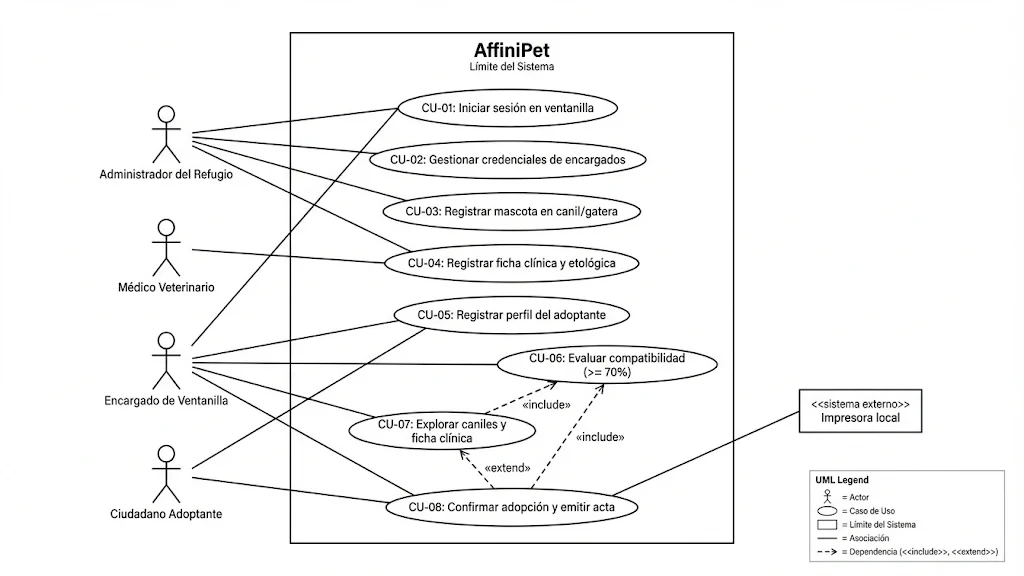 AffiniPet
Límite del Sistema
Administrador del Refugio
Médico Veterinario
Encargado de Ventanilla
Ciudadano Adoptante
CU-01: Iniciar sesión en ventanilla
CU-02: Gestionar credenciales de encargados
CU-03: Registrar mascota en canil/gatera
CU-04: Registrar ficha clínica y etológica
CU-05: Registrar perfil del adoptante
CU-06: Evaluar compatibilidad
(>= 70%)
«include»
CU-07: Explorar caniles y
ficha clínica
«include»
«extend»
CU-08: Confirmar adopción y emitir acta
<<sistema externo>>
Impresora local
UML Legend
= Actor
= Caso de Uso
= Límite del Sistema
= Asociación
= Dependencia (<<include>>, <<extend>>)